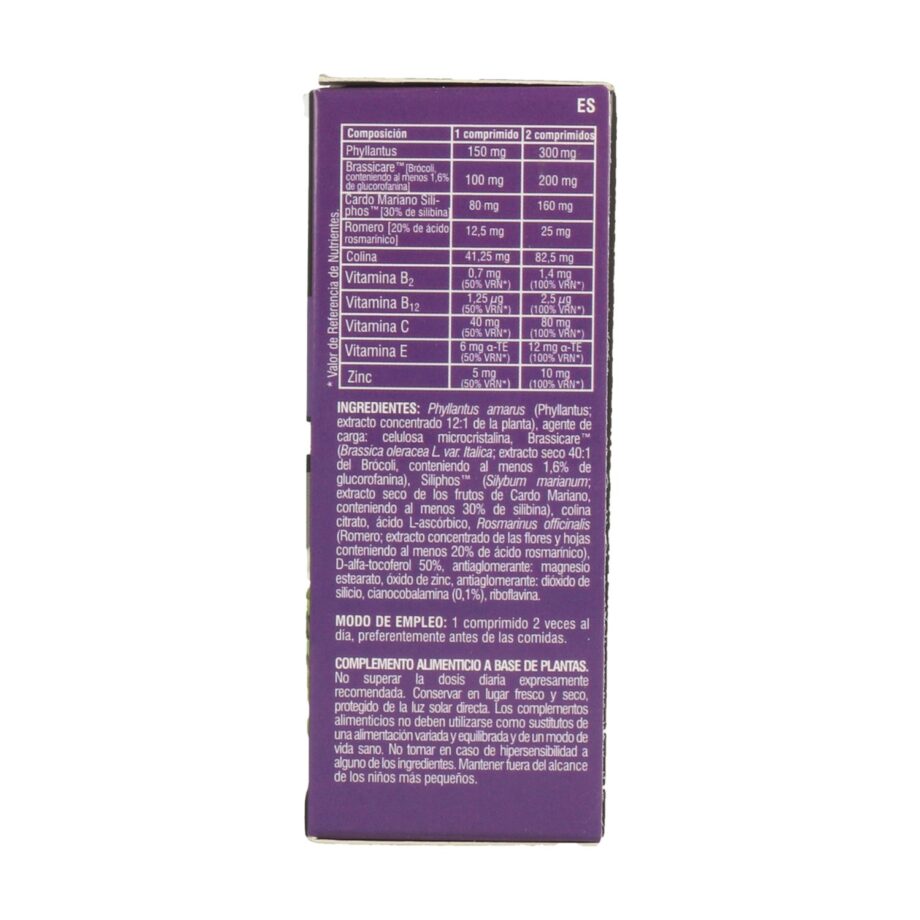 ES
Composición 1 comprimido 2 comprimidos
Phyllantus 150 mg 300 mg
Brassicare™ [Brócoli,
conteniendo al menos 1,6%
de glucorofanina] 100 mg 200 mg
Cardo Mariano Sili-
phos™ [30% de silibina] 80 mg 160 mg
Romero [20% de ácido
rosmarínico] 12,5 mg 25 mg
Colina 41,25 mg 82,5 mg
Vitamina B2 0,7 mg (50% VRN*) 1,4 mg (100% VRN*)
Vitamina B12 1,25 µg (50% VRN*) 2,5 µg (100% VRN*)
Vitamina C 40 mg (50% VRN*) 80 mg (100% VRN*)
Vitamina E 6 mg α-TE (50% VRN*) 12 mg α-TE (100% VRN*)
Zinc 5 mg (50% VRN*) 10 mg (100% VRN*)
* Valor de Referencia de Nutrientes.
INGREDIENTES: Phyllantus amarus (Phyllantus;
extracto concentrado 12:1 de la planta), agente de
carga: celulosa microcristalina, Brassicare™
(Brassica oleracea L. var. Italica; extracto seco 40:1
del Brócoli, conteniendo al menos 1,6% de
glucorofanina), Siliphos™ (Silybum marianum;
extracto seco de los frutos de Cardo Mariano,
conteniendo al menos 30% de silibina), colina
citrato, ácido L-ascórbico, Rosmarinus officinalis
(Romero; extracto concentrado de las flores y hojas
conteniendo al menos 20% de ácido rosmarínico),
D-alfa-tocoferol 50%, antiaglomerante: magnesio
estearato, óxido de zinc, antiaglomerante: dióxido de
silicio, cianocobalamina (0,1%), riboflavina.
MODO DE EMPLEO: 1 comprimido 2 veces al
día, preferentemente antes de las comidas.
COMPLEMENTO ALIMENTICIO A BASE DE PLANTAS.
No superar la dosis diaria expresamente
recomendada. Conservar en lugar fresco y seco,
protegido de la luz solar directa. Los complementos
alimenticios no deben utilizarse como sustitutos de
una alimentación variada y equilibrada y de un modo de
vida sano. No tomar en caso de hipersensibilidad a
alguno de los ingredientes. Mantener fuera del alcance
de los niños más pequeños.